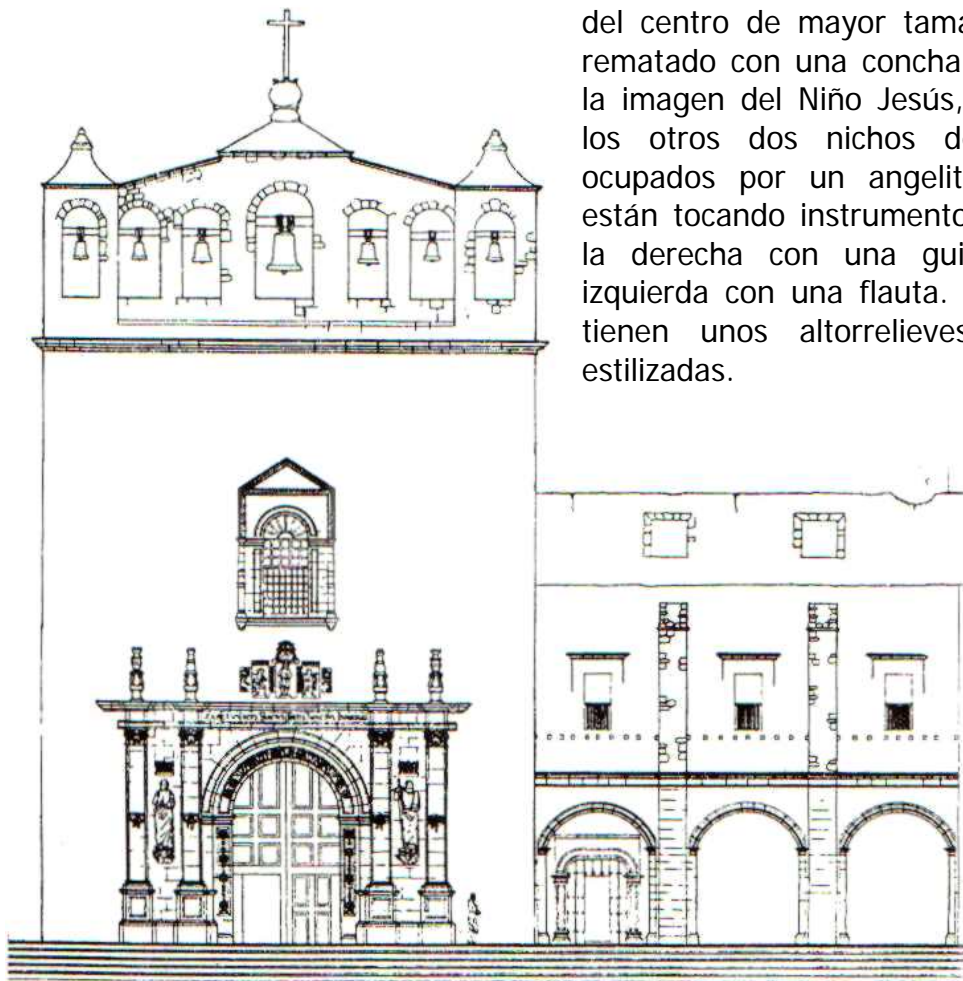 del centro de mayor tama
rematado con una concha
la imagen del Niño Jesús,
los otros dos nichos de
ocupados por un angelit
están tocando instrumento
la derecha con una gui
izquierda con una flauta.
tienen unos altorrelieves
estilizadas.